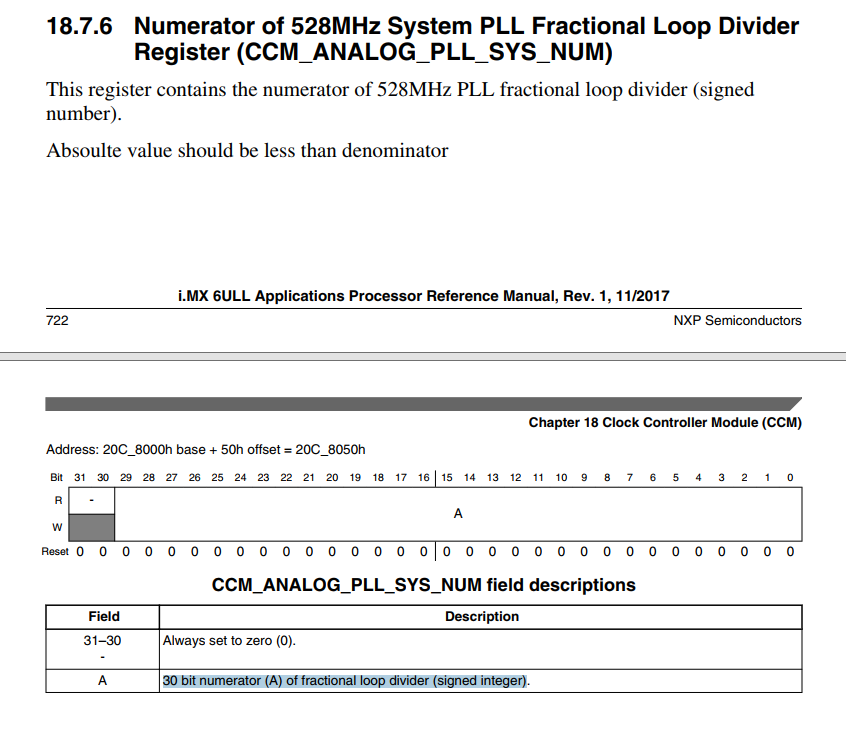 18.7.6 Numerator of 528MHz System PLL Fractional Loop Divider
Register (CCM_ANALOG_PLL_SYS_NUM)
This register contains the numerator of 528MHz PLL fractional loop divider (signed
number).
Absoulte value should be less than denominator
i.MX 6ULL Applications Processor Reference Manual, Rev. 1, 11/2017
722 NXP Semiconductors
Chapter 18 Clock Controller Module (CCM)
Address: 20C_8000h base + 50h offset = 20C_8050h
Bit 31 30 29 28 27 26 25 24 23 22 21 20 19 18 17 16 15 14 13 12 11 10 9 8 7 6 5 4 3 2 1 0
R -
A
W
Reset 0 0 0 0 0 0 0 0 0 0 0 0 0 0 0 0 0 0 0 0 0 0 0 0 0 0 0 0 0 0 0 0
CCM_ANALOG_PLL_SYS_NUM field descriptions
Field Description
31–30 Always set to zero (0).
-
A 30 bit numerator (A) of fractional loop divider (signed integer).